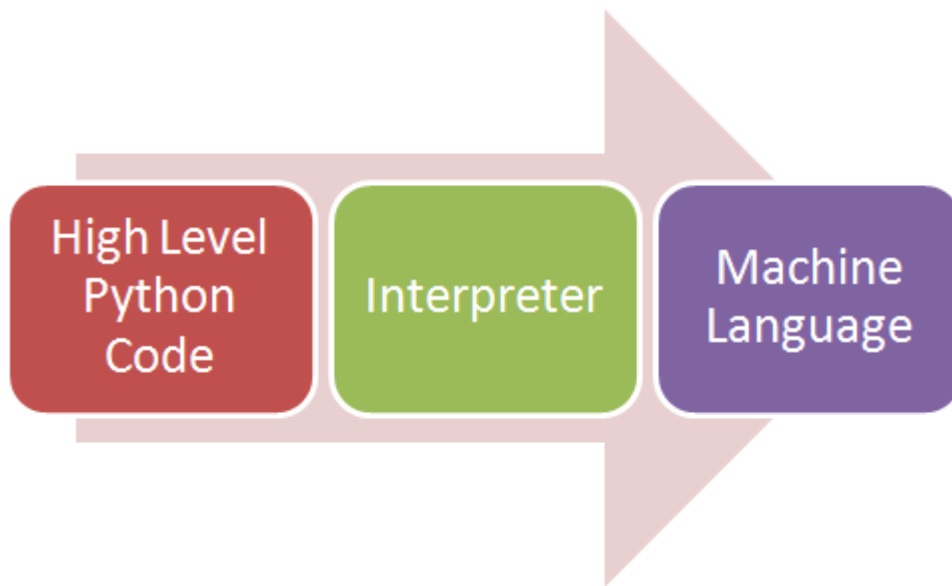 High Level
Python
Code
Interpreter
Machine
Language